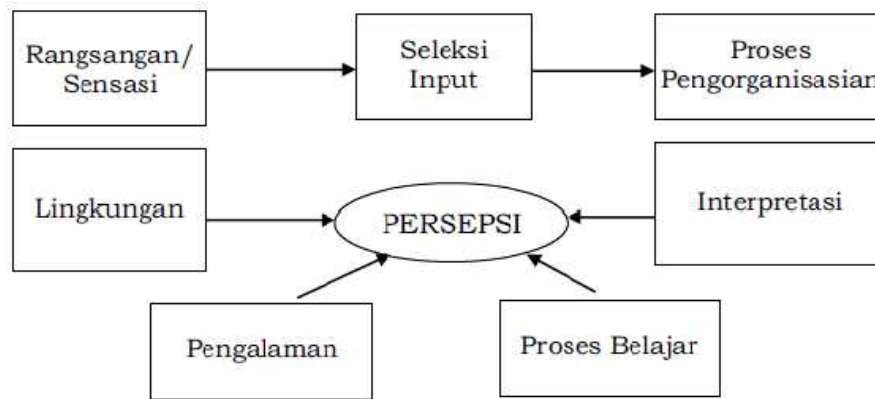 Rangsangan/
Sensasi
Seleksi
Input
Proses
Pengorganisasian
Lingkungan
PERSEPSI
Interpretasi
Pengalaman
Proses Belajar